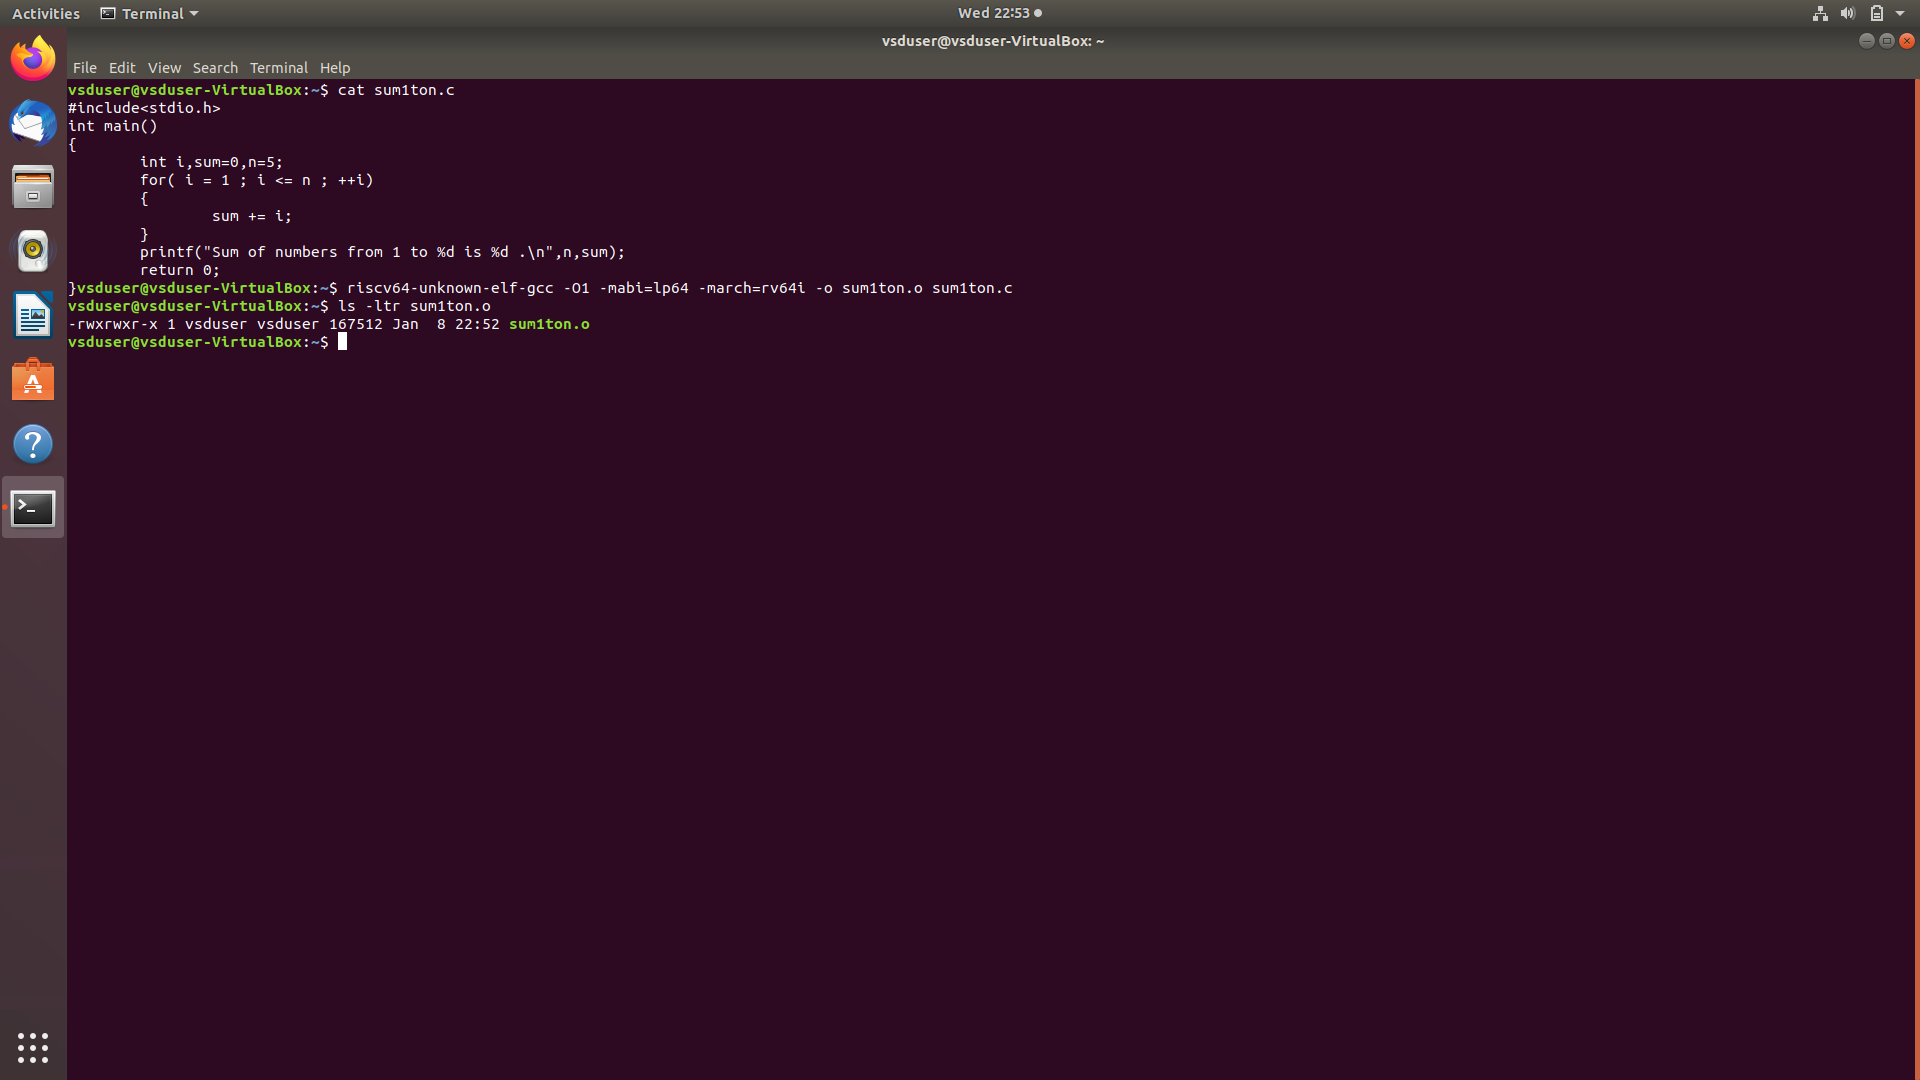 Activities Terminal Wed 22:53
vsduser@vsduser-VirtualBox: ~
File Edit View Search Terminal Help
vsduser@vsduser-VirtualBox:~$ cat sum1ton.c
#include<stdio.h>
int main()
{
        int i,sum=0,n=5;
        for( i = 1 ; i <= n ; ++i)
        {
                sum += i;
        }
        printf("Sum of numbers from 1 to %d is %d .\n",n,sum);
        return 0;
}vsduser@vsduser-VirtualBox:~$ riscv64-unknown-elf-gcc -O1 -mabi=lp64 -march=rv64i -o sum1ton.o sum1ton.c
vsduser@vsduser-VirtualBox:~$ ls -ltr sum1ton.o
-rwxrwxr-x 1 vsduser vsduser 167512 Jan  8 22:52 sum1ton.o
vsduser@vsduser-VirtualBox:~$